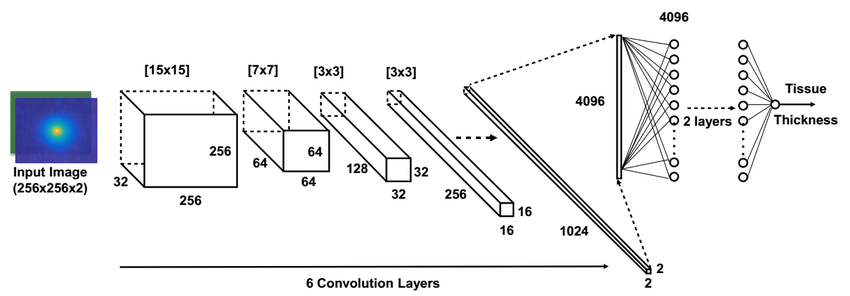 4096
[15x15]
[7x7]
[3x3]
[3x3]
4096
Tissue
Thickness
2 layers
256
64
64
64
128
32
32
256
16
16
1024
2
2
32
256
Input Image
(256x256x2)
6 Convolution Layers